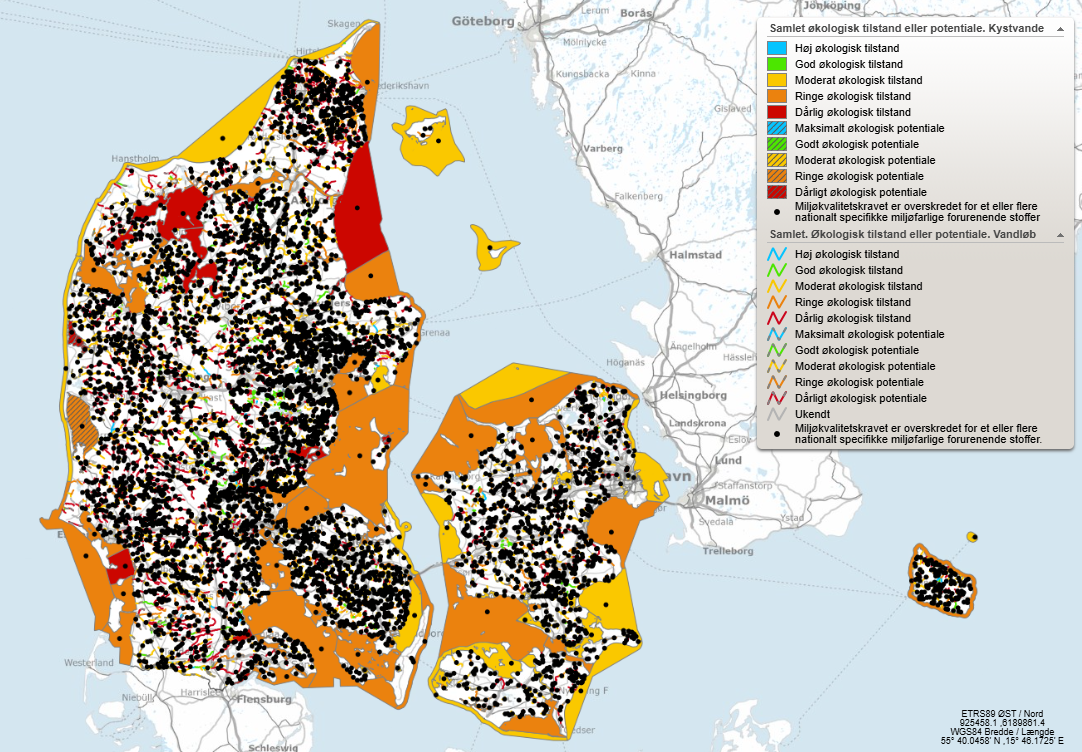 Skagen
Göteborg
Lerum
Borås
Jönköping
Mölnlycke
Kungsbacka
Kinna
Gislaved
Varberg
Falkenberg
Hanstholm
Halmstad
Grenaa
Ängelholm
Höganäs
Hässleh
Helsingborg
Landskrona
Eslöv
Lund
Staffanstorp
Malmö
Svedala
Ystad
Trelleborg
Westerland
Niebüll
Harrislee
Flensburg
Schleswig
Samlet økologisk tilstand eller potentiale. Kystvande
Høj økologisk tilstand
God økologisk tilstand
Moderat økologisk tilstand
Ringe økologisk tilstand
Dårlig økologisk tilstand
Maksimalt økologisk potentiale
Godt økologisk potentiale
Moderat økologisk potentiale
Ringe økologisk potentiale
Dårligt økologisk potentiale
Miljøkvalitetskravet er overskredet for et eller flere
nationalt specifikke miljøfarlige forurenende stoffer
Samlet. Økologisk tilstand eller potentiale. Vandløb
Høj økologisk tilstand
God økologisk tilstand
Moderat økologisk tilstand
Ringe økologisk tilstand
Dårlig økologisk tilstand
Maksimalt økologisk potentiale
Godt økologisk potentiale
Moderat økologisk potentiale
Ringe økologisk potentiale
Dårligt økologisk potentiale
Ukendt
Miljøkvalitetskravet er overskredet for et eller flere
nationalt specifikke miljøfarlige forurenende stoffer.
ETRS89 ØST / Nord
925458.1 ,6189861.4
WGS84 Bredde / Længde
55° 40.0458' N ,15° 46.1725' E